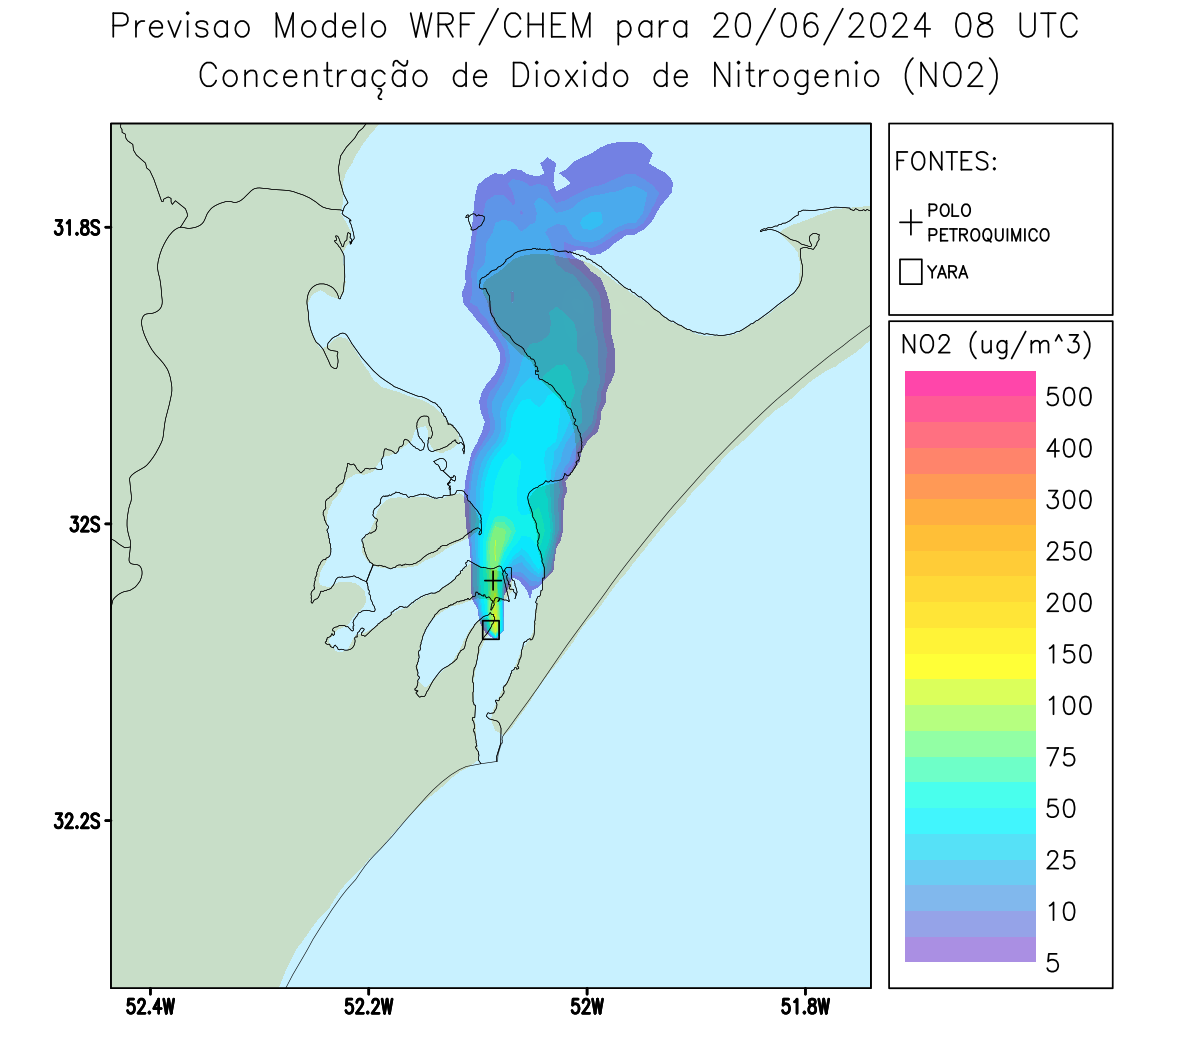 Previsao Modelo WRF/CHEM para 20/06/2024 08 UTC
Concentração de Dioxido de Nitrogenio (NO2)
FONTES:
POLO
PETROQUIMICO
YARA
NO2 (ug/m^3)
500
400
300
250
200
150
100
75
50
25
10
5
31.8S
32S
32.2S
52.4W
52.2W
52W
51.8W